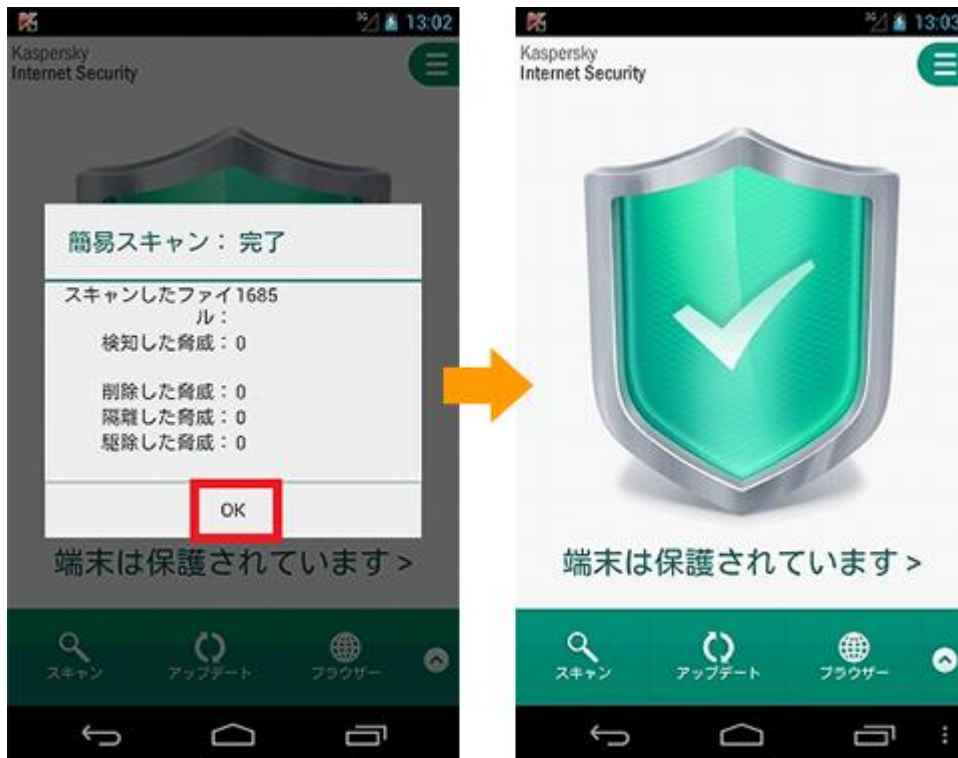 13:02
Kaspersky
Internet Security
簡易スキャン：完了
スキャンしたファイ1685
ル：
検知した脅威：0
削除した脅威：0
隔離した脅威：0
駆除した脅威：0
OK
端末は保護されています >
スキャン
アップデート
ブラウザー
13:03
Kaspersky
Internet Security
端末は保護されています >
スキャン
アップデート
ブラウザー